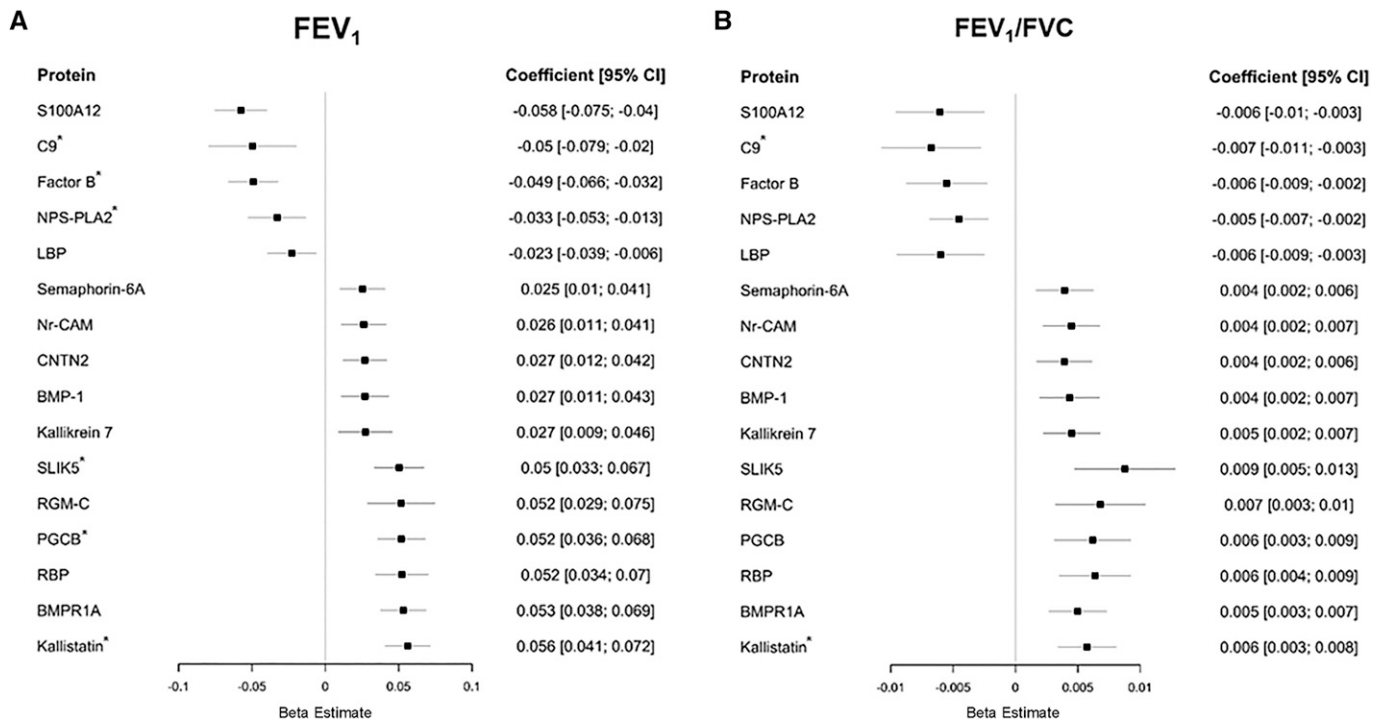 A
FEV₁
Protein Coefficient [95% CI]
S100A12 -0.058 [-0.075; -0.04]
C9* -0.05 [-0.079; -0.02]
Factor B* -0.049 [-0.066; -0.032]
NPS-PLA2* -0.033 [-0.053; -0.013]
LBP -0.023 [-0.039; -0.006]
Semaphorin-6A 0.025 [0.01; 0.041]
Nr-CAM 0.026 [0.011; 0.041]
CNTN2 0.027 [0.012; 0.042]
BMP-1 0.027 [0.011; 0.043]
Kallikrein 7 0.027 [0.009; 0.046]
SLIK5* 0.05 [0.033; 0.067]
RGM-C 0.052 [0.029; 0.075]
PGCB* 0.052 [0.036; 0.068]
RBP 0.052 [0.034; 0.07]
BMPR1A 0.053 [0.038; 0.069]
Kallistatin* 0.056 [0.041; 0.072]
-0.1 -0.05 0 0.05 0.1
Beta Estimate
B
FEV₁/FVC
Protein Coefficient [95% CI]
S100A12 -0.006 [-0.01; -0.003]
C9* -0.007 [-0.011; -0.003]
Factor B -0.006 [-0.009; -0.002]
NPS-PLA2 -0.005 [-0.007; -0.002]
LBP -0.006 [-0.009; -0.003]
Semaphorin-6A 0.004 [0.002; 0.006]
Nr-CAM 0.004 [0.002; 0.007]
CNTN2 0.004 [0.002; 0.006]
BMP-1 0.004 [0.002; 0.007]
Kallikrein 7 0.005 [0.002; 0.007]
SLIK5 0.009 [0.005; 0.013]
RGM-C 0.007 [0.003; 0.01]
PGCB 0.006 [0.003; 0.009]
RBP 0.006 [0.004; 0.009]
BMPR1A 0.005 [0.003; 0.007]
Kallistatin* 0.006 [0.003; 0.008]
-0.01 -0.005 0 0.005 0.01
Beta Estimate